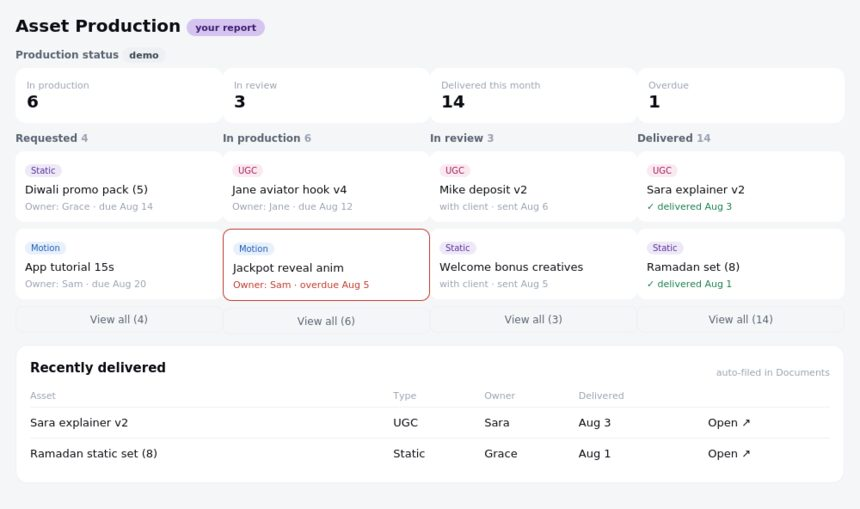 Asset Production your report
Production status demo
In production In review Delivered this month Overdue
6 3 14 1
Requested 4 In production 6 In review 3 Delivered 14
Static
Diwali promo pack (5)
Owner: Grace · due Aug 14
UGC
Jane aviator hook v4
Owner: Jane · due Aug 12
UGC
Mike deposit v2
with client · sent Aug 6
UGC
Sara explainer v2
✓ delivered Aug 3
Motion
App tutorial 15s
Owner: Sam · due Aug 20
Motion
Jackpot reveal anim
Owner: Sam · overdue Aug 5
Static
Welcome bonus creatives
with client · sent Aug 5
Static
Ramadan set (8)
✓ delivered Aug 1
View all (4) View all (6) View all (3) View all (14)
Recently delivered auto-filed in Documents
Asset Type Owner Delivered
Sara explainer v2 UGC Sara Aug 3 Open ↗
Ramadan static set (8) Static Grace Aug 1 Open ↗